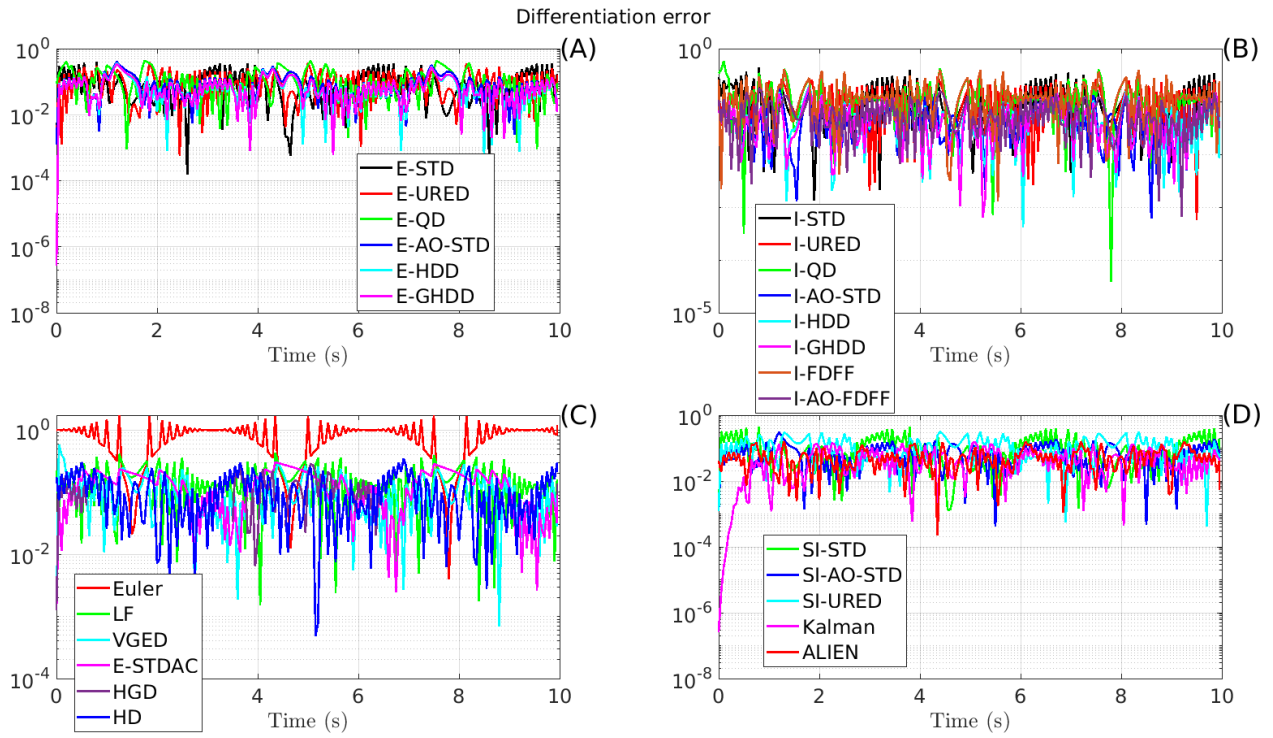 Differentiation error
(A)
10^0
10^-2
10^-4
10^-6
10^-8
E-STD
E-URED
E-QD
E-AO-STD
E-HDD
E-GHDD
0 2 4 6 8 10
Time (s)
(B)
10^0
10^-5
I-STD
I-URED
I-QD
I-AO-STD
I-HDD
I-GHDD
I-FDFF
I-AO-FDFF
0 2 4 6 8 10
Time (s)
(C)
10^0
10^-2
10^-4
Euler
LF
VGED
E-STDAC
HGD
HD
0 2 4 6 8 10
Time (s)
(D)
10^0
10^-2
10^-4
10^-6
10^-8
SI-STD
SI-AO-STD
SI-URED
Kalman
ALIEN
0 2 4 6 8 10
Time (s)